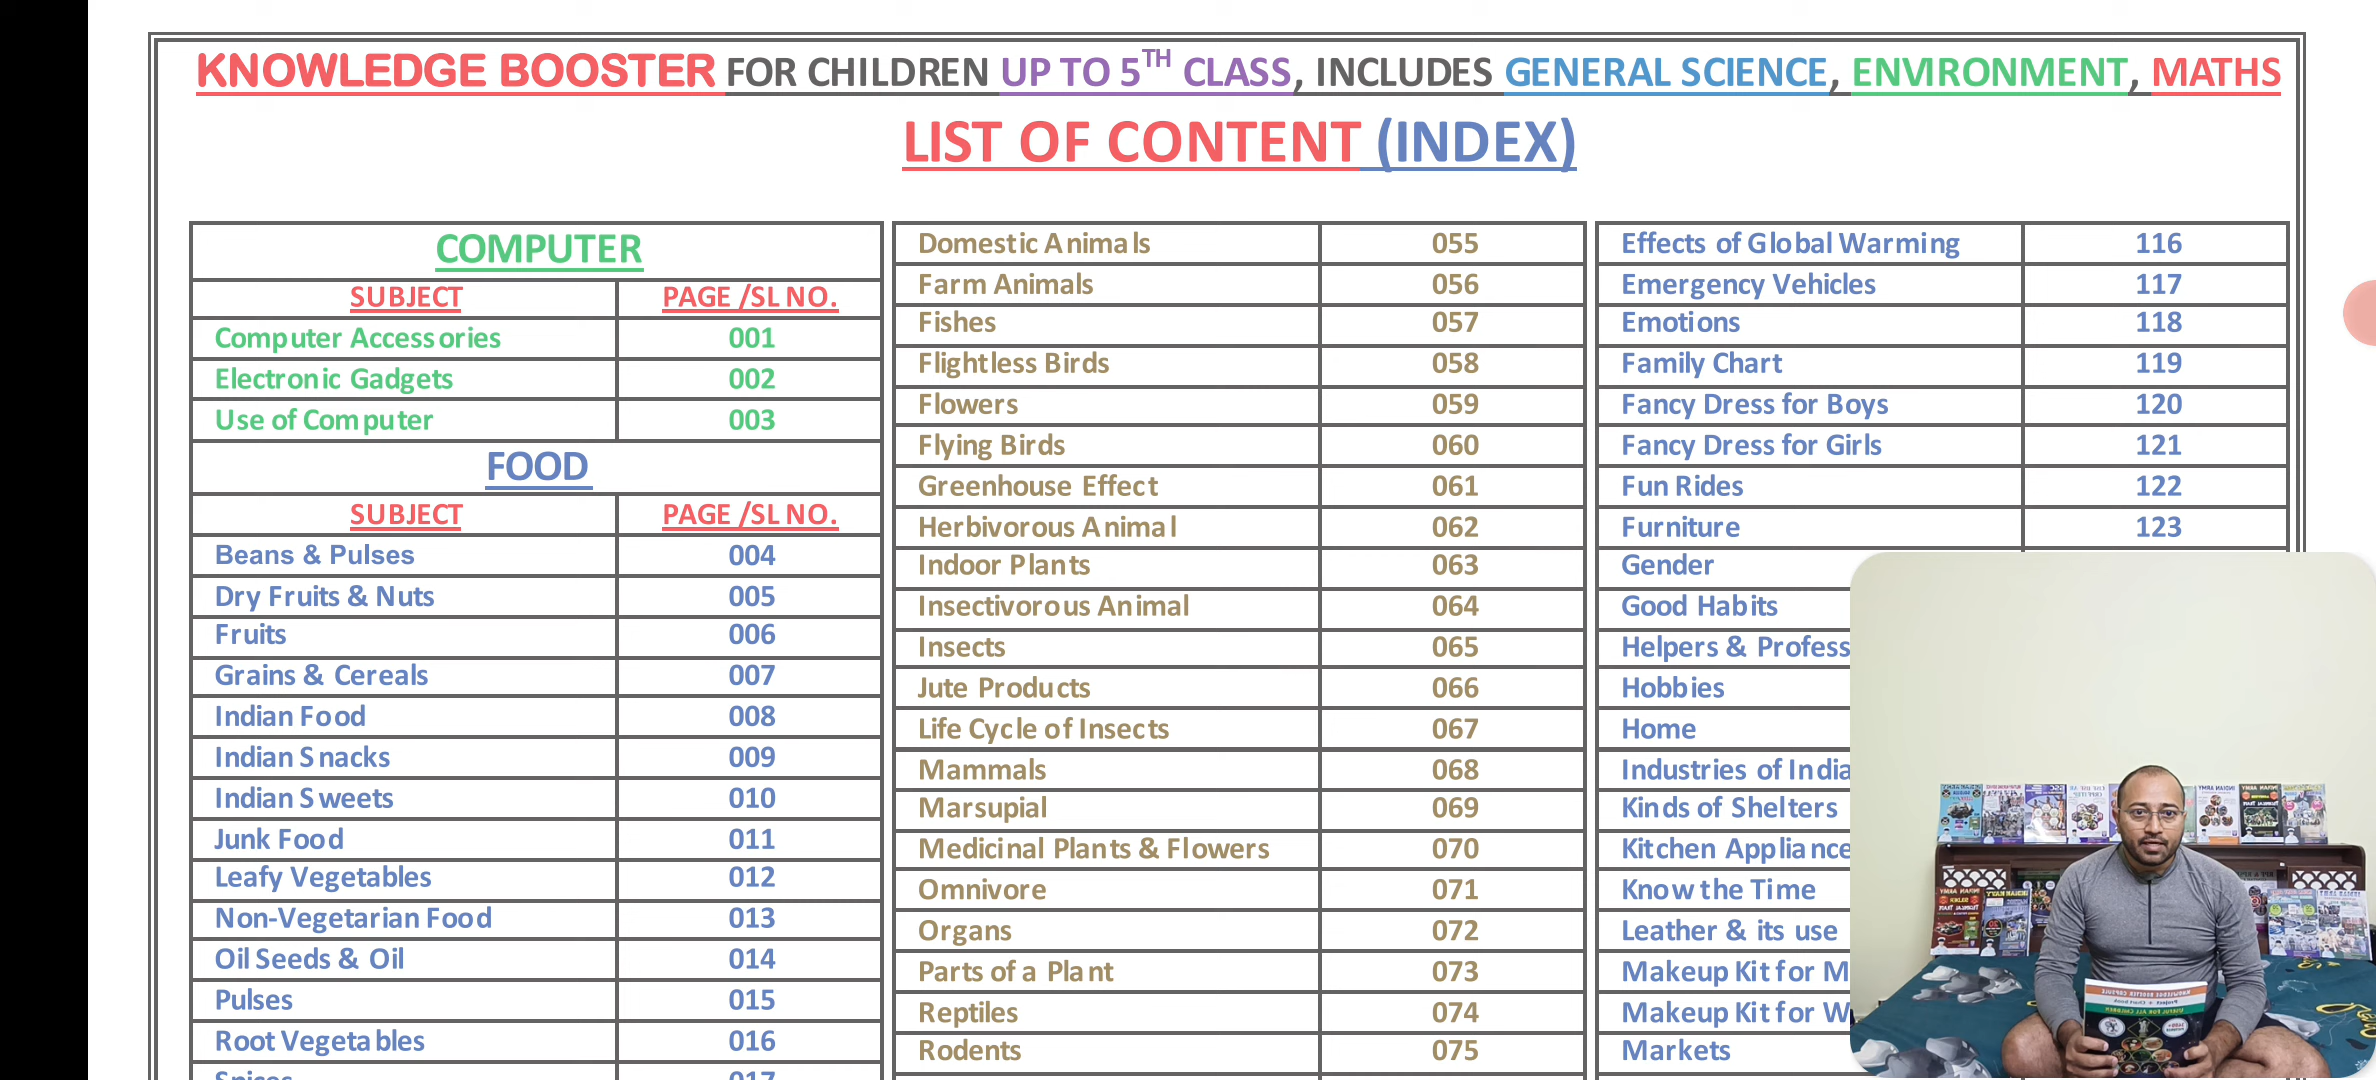 KNOWLEDGE BOOSTER FOR CHILDREN UP TO 5TH CLASS, INCLUDES GENERAL SCIENCE, ENVIRONMENT, MATHS
LIST OF CONTENT (INDEX)
COMPUTER
SUBJECT PAGE /SL NO.
Computer Accessories 001
Electronic Gadgets 002
Use of Computer 003
FOOD
SUBJECT PAGE /SL NO.
Beans & Pulses 004
Dry Fruits & Nuts 005
Fruits 006
Grains & Cereals 007
Indian Food 008
Indian Snacks 009
Indian Sweets 010
Junk Food 011
Leafy Vegetables 012
Non-Vegetarian Food 013
Oil Seeds & Oil 014
Pulses 015
Root Vegetables 016
Spices 017
Domestic Animals 055
Farm Animals 056
Fishes 057
Flightless Birds 058
Flowers 059
Flying Birds 060
Greenhouse Effect 061
Herbivorous Animal 062
Indoor Plants 063
Insectivorous Animal 064
Insects 065
Jute Products 066
Life Cycle of Insects 067
Mammals 068
Marsupial 069
Medicinal Plants & Flowers 070
Omnivore 071
Organs 072
Parts of a Plant 073
Reptiles 074
Rodents 075
Effects of Global Warming 116
Emergency Vehicles 117
Emotions 118
Family Chart 119
Fancy Dress for Boys 120
Fancy Dress for Girls 121
Fun Rides 122
Furniture 123
Gender
Good Habits
Helpers & Profess
Hobbies
Home
Industries of India
Kinds of Shelters
Kitchen Appliance
Know the Time
Leather & its use
Makeup Kit for M
Makeup Kit for W
Markets